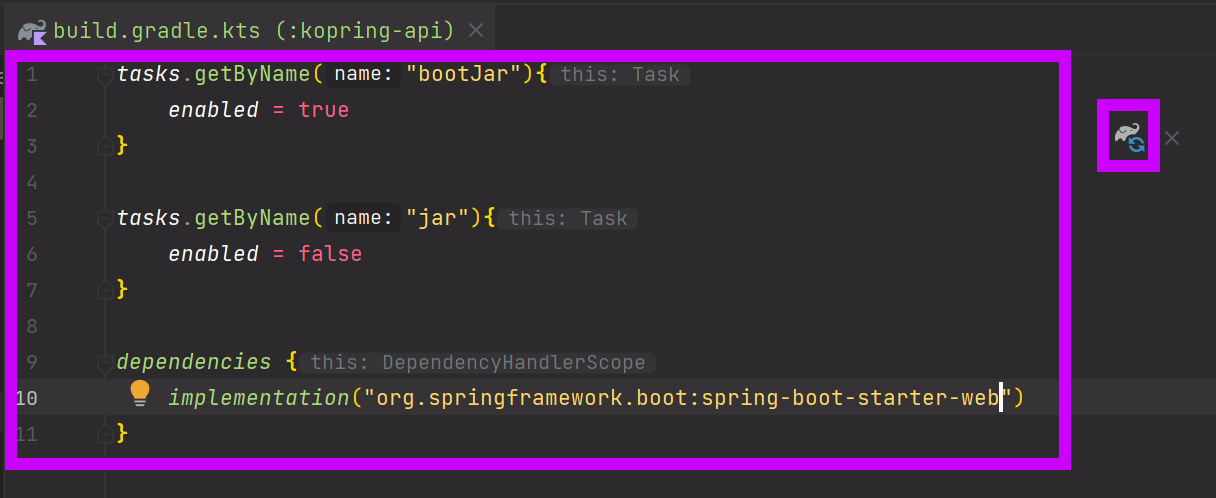 build.gradle.kts (:kopring-api)
1 tasks.getByName( name: "bootJar"){ this: Task
2 enabled = true
3 }
4
5 tasks.getByName( name: "jar"){ this: Task
6 enabled = false
7 }
8
9 dependencies { this: DependencyHandlerScope
10 implementation("org.springframework.boot:spring-boot-starter-web")
11 }